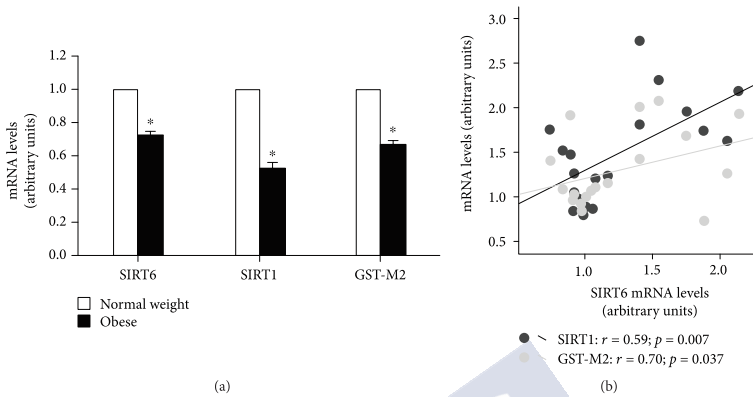 1.2
1.0
0.8
0.6
0.4
0.2
0.0
mRNA levels
(arbitrary units)
*
*
*
SIRT6 SIRT1 GST-M2
Normal weight
Obese
(a)
3.0
2.5
2.0
1.5
1.0
0.5
mRNA levels (arbitrary units)
1.0 1.5 2.0
SIRT6 mRNA levels
(arbitrary units)
SIRT1: r = 0.59; p = 0.007
GST-M2: r = 0.70; p = 0.037
(b)